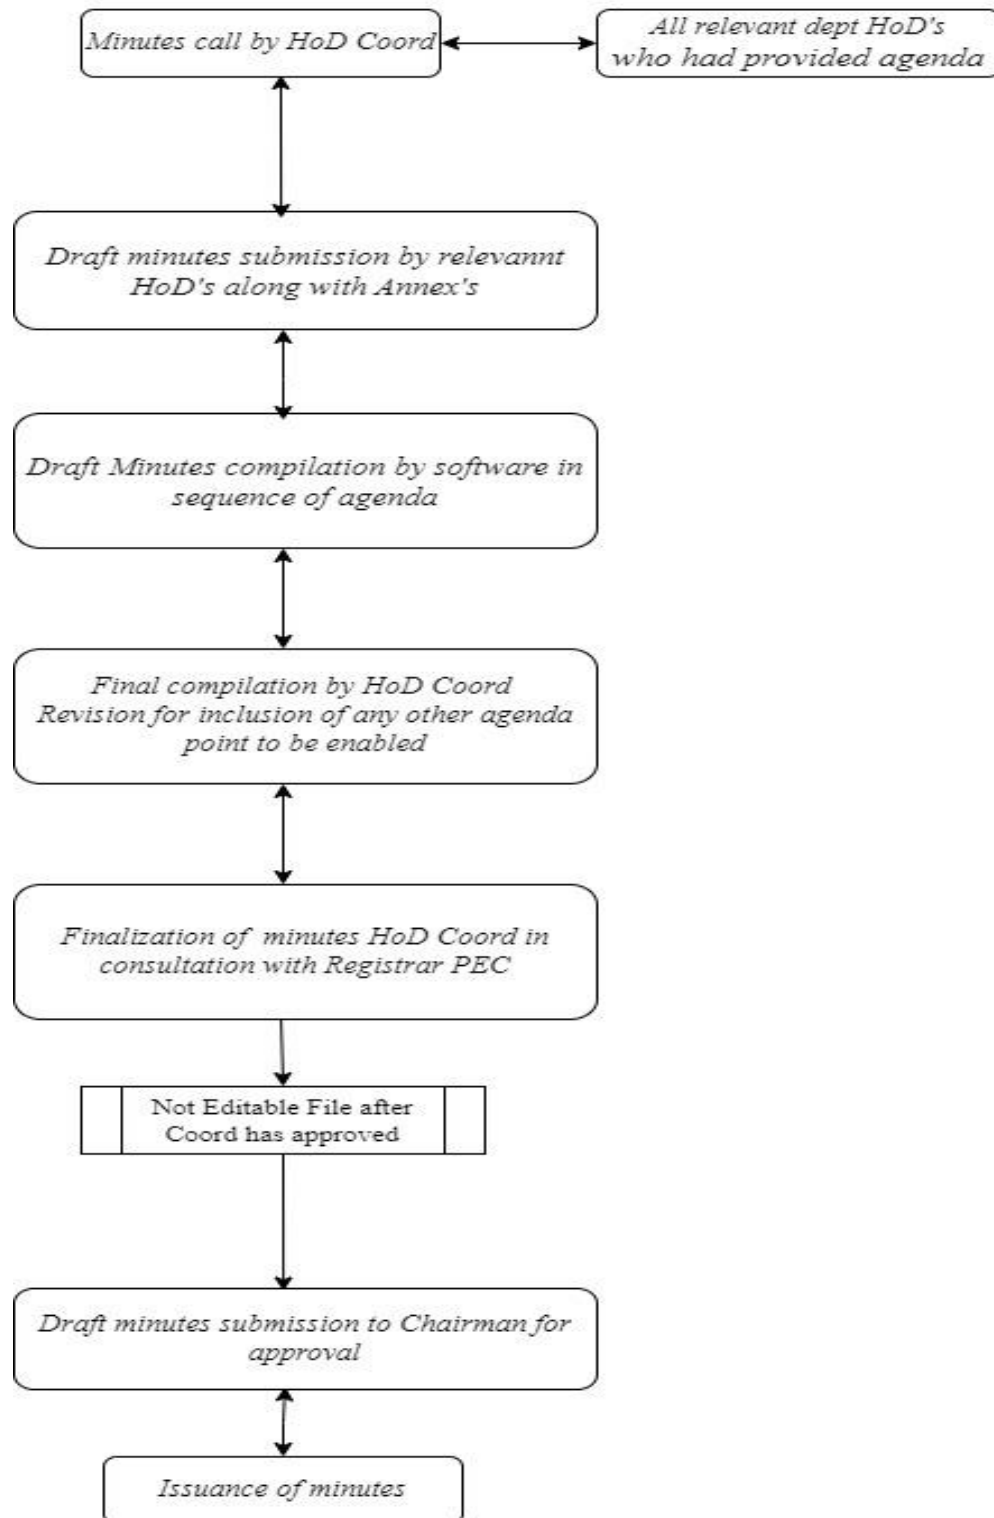 Minutes call by HoD Coord
All relevant dept HoD's
who had provided agenda
Draft minutes submission by relevannt
HoD's along with Annex's
Draft Minutes compilation by software in
sequence of agenda
Final compilation by HoD Coord
Revision for inclusion of any other agenda
point to be enabled
Finalization of minutes HoD Coord in
consultation with Registrar PEC
Not Editable File after
Coord has approved
Draft minutes submission to Chairman for
approval
Issuance of minutes